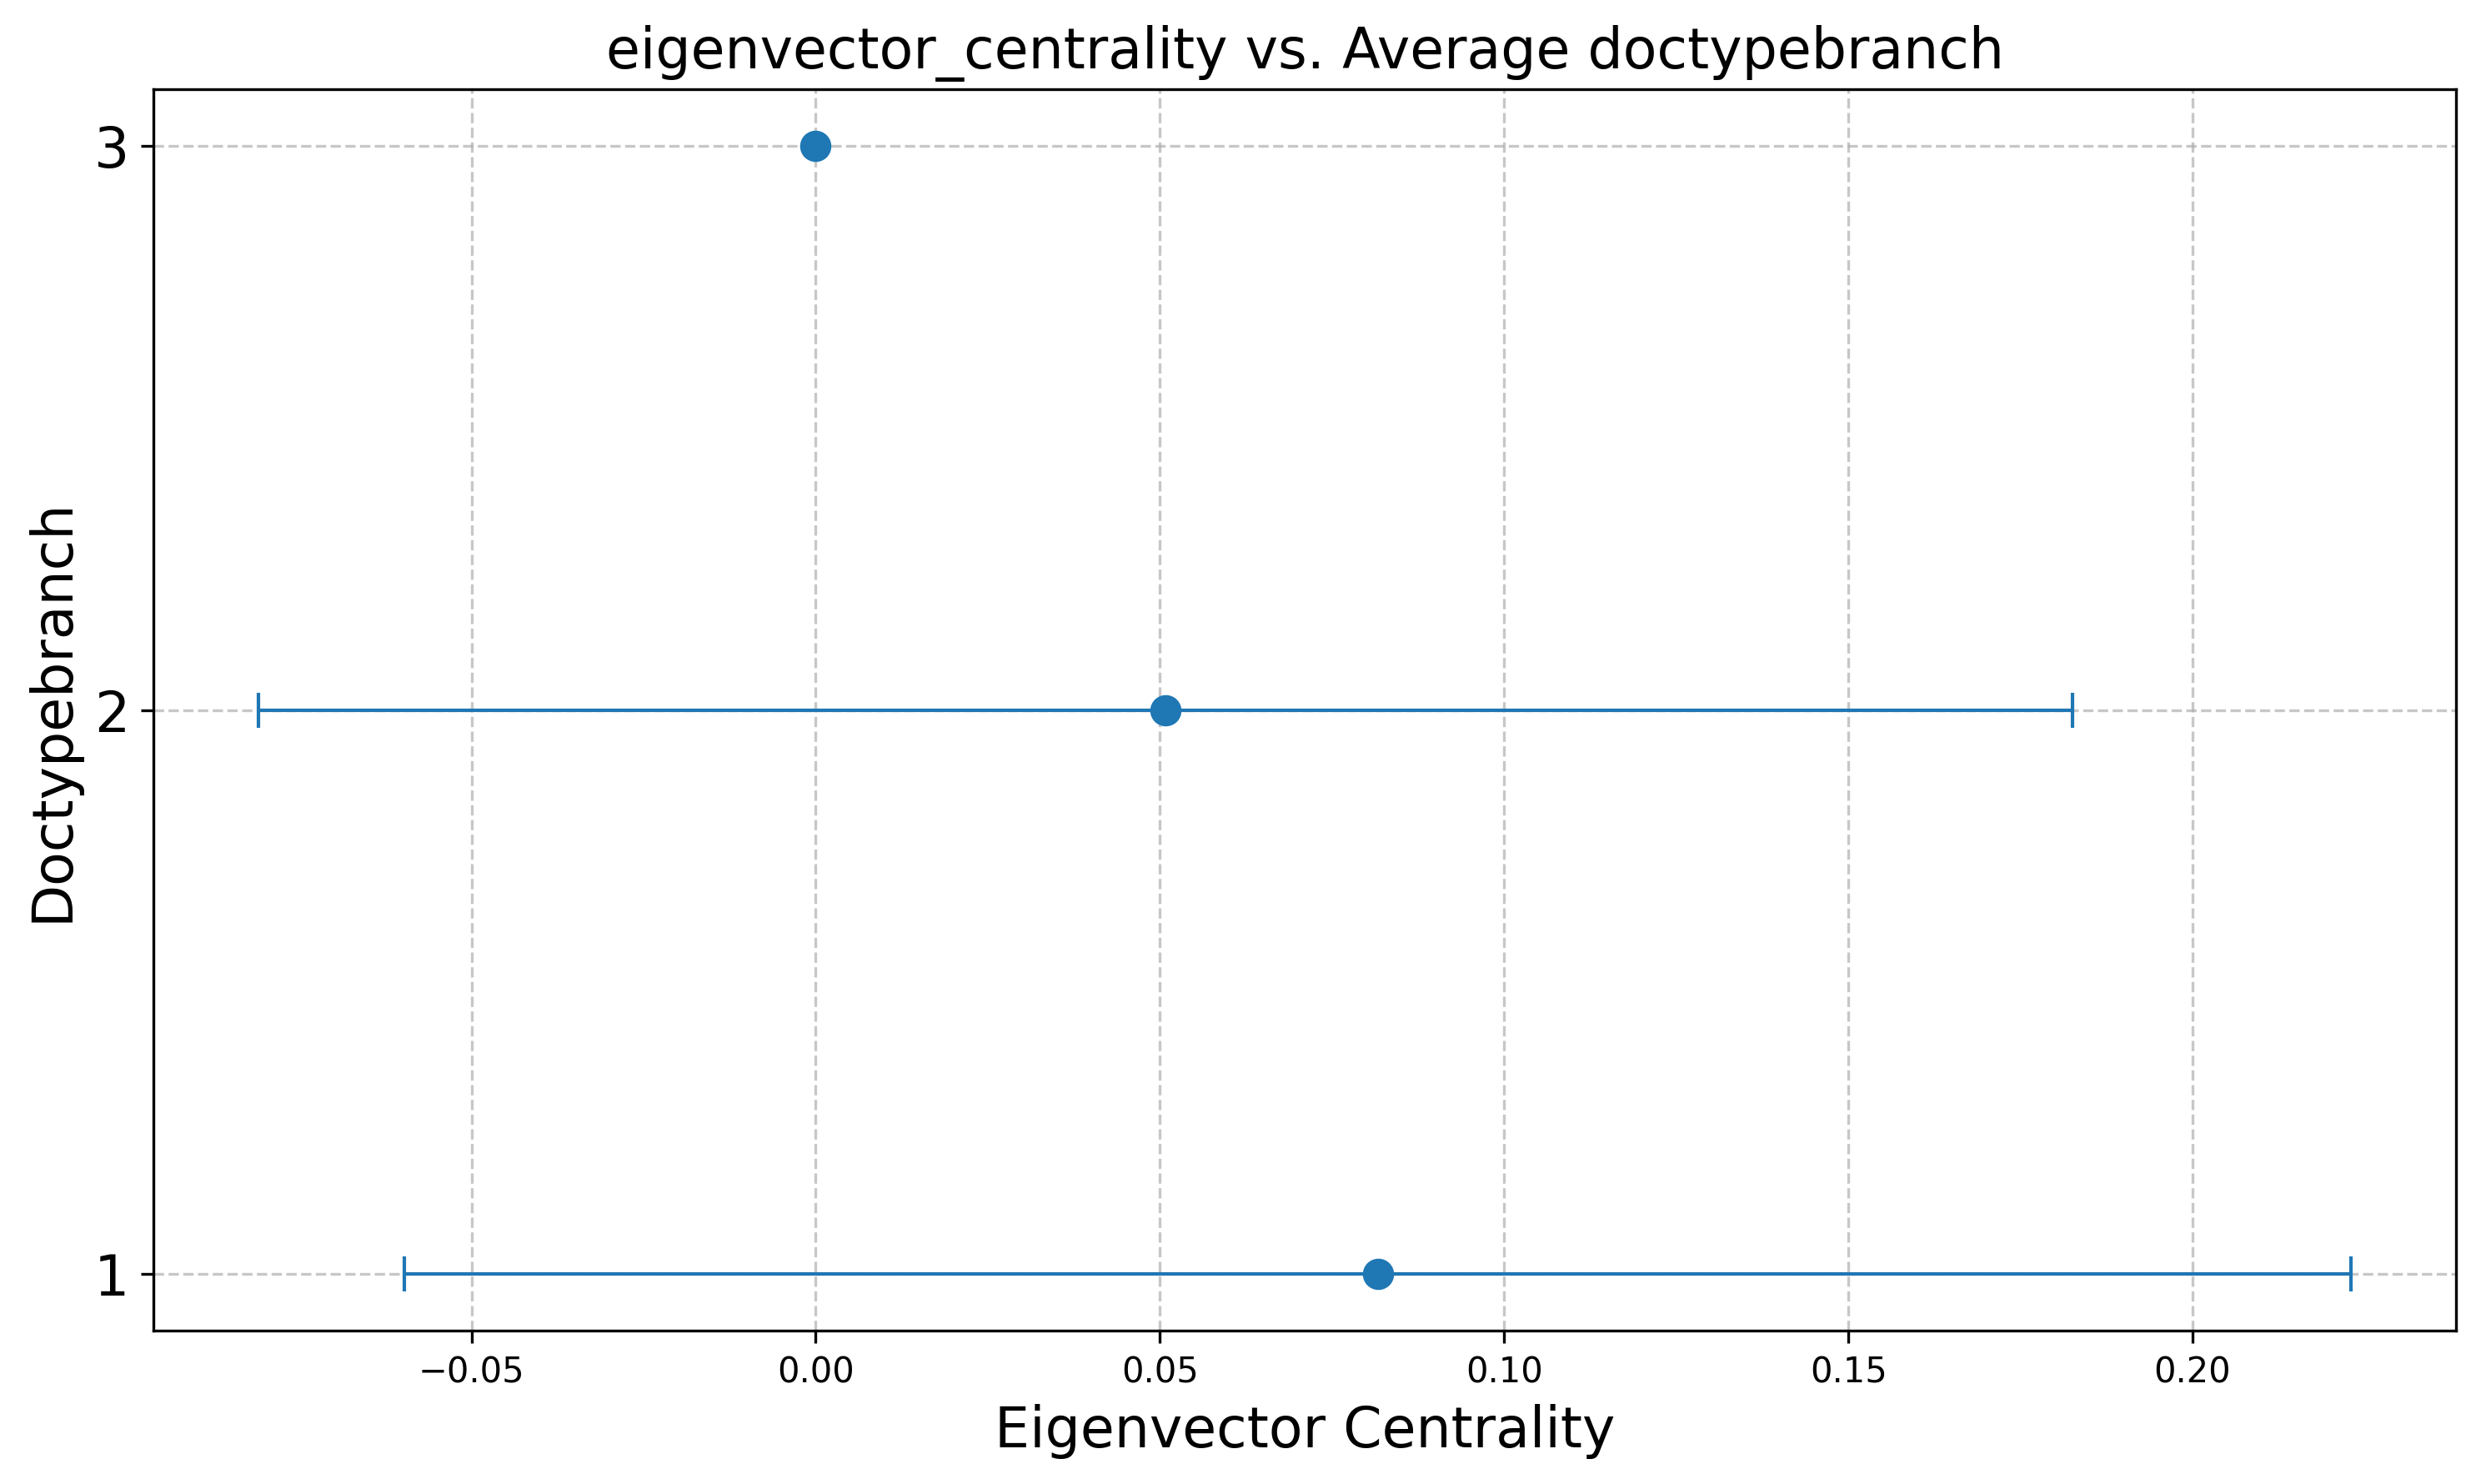 eigenvector_centrality vs. Average doctypebranch
3
2
1
Doctypebranch
−0.05 0.00 0.05 0.10 0.15 0.20
Eigenvector Centrality